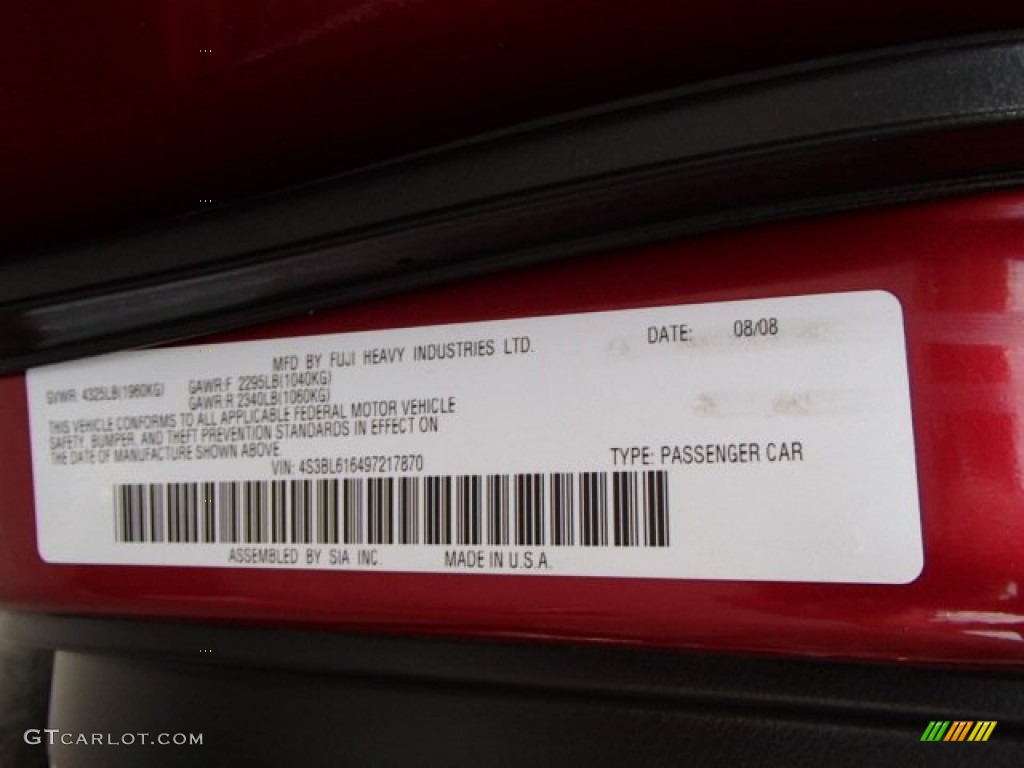 MFD BY FUJI HEAVY INDUSTRIES LTD.
DATE: 08/08
GVWR: 4325LB(1960KG)
GAWR:F 2295LB(1040KG)
GAWR:R 2340LB(1060KG)
THIS VEHICLE CONFORMS TO ALL APPLICABLE FEDERAL MOTOR VEHICLE
SAFETY, BUMPER, AND THEFT PREVENTION STANDARDS IN EFFECT ON
THE DATE OF MANUFACTURE SHOWN ABOVE.
VIN: 4S3BL616497217870
TYPE: PASSENGER CAR
ASSEMBLED BY SIA INC. MADE IN U.S.A.
GTCARLOT.COM